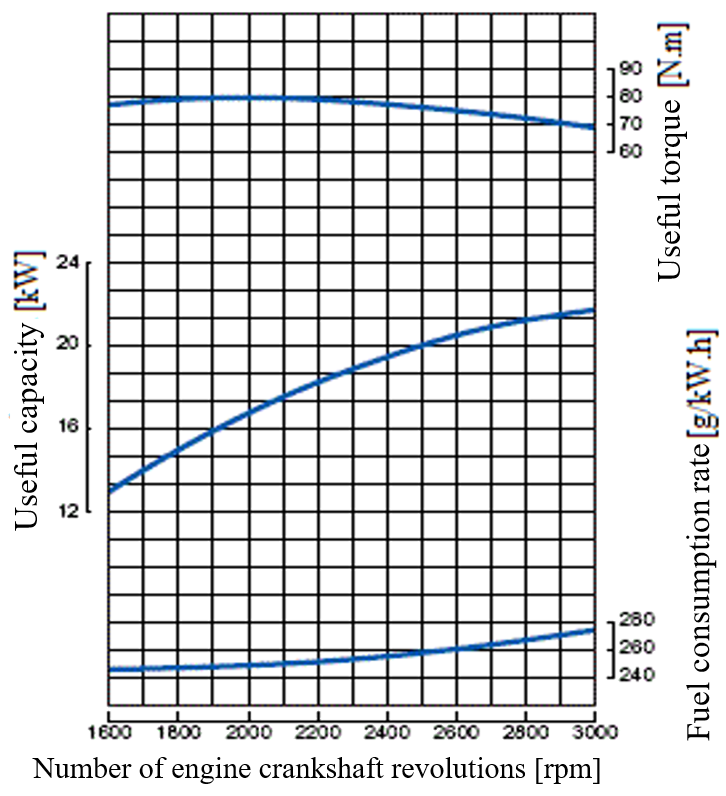 90
80
70
60
Useful torque [N.m]
24
20
16
12
Useful capacity [kW]
280
260
240
Fuel consumption rate [g/kW.h]
1600 1800 2000 2200 2400 2600 2800 3000
Number of engine crankshaft revolutions [rpm]